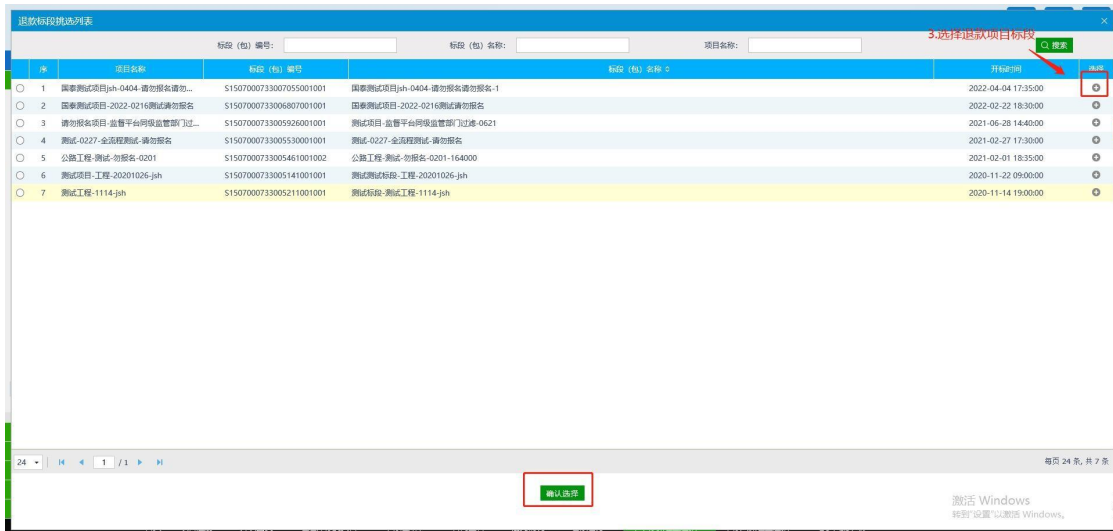 退款标段挑选列表
标段（包）编号： 标段（包）名称： 项目名称： 3.选择退款项目标段 搜索
序 项目名称 标段（包）编号 标段（包）名称 开标时间 选择
1 国泰测试项目jsh-0404-请勿报名请勿... S1507000733007055001001 国泰测试项目jsh-0404-请勿报名请勿报名-1 2022-04-04 17:35:00
2 国泰测试项目-2022-0216测试请勿报名 S1507000733006807001001 国泰测试项目-2022-0216测试请勿报名 2022-02-22 18:30:00
3 请勿报名项目-监督平台同级监管部门过... S1507000733005926001001 测试项目-监督平台同级监管部门过滤-0621 2021-06-28 14:40:00
4 测试-0227-全流程测试-请勿报名 S1507000733005530001001 测试-0227-全流程测试-请勿报名 2021-02-27 17:30:00
5 公路工程-测试-勿报名-0201 S1507000733005461001002 公路工程-测试-勿报名-0201-164000 2021-02-01 18:35:00
6 测试项目-工程-20201026-jsh S1507000733005141001001 测试测试标段-工程-20201026-jsh 2020-11-22 09:00:00
7 测试工程-1114-jsh S1507000733005211001001 测试标段-测试工程-1114-jsh 2020-11-14 19:00:00
24 1 / 1 每页 24 条, 共 7 条
确认选择
激活 Windows
转到"设置"以激活 Windows。